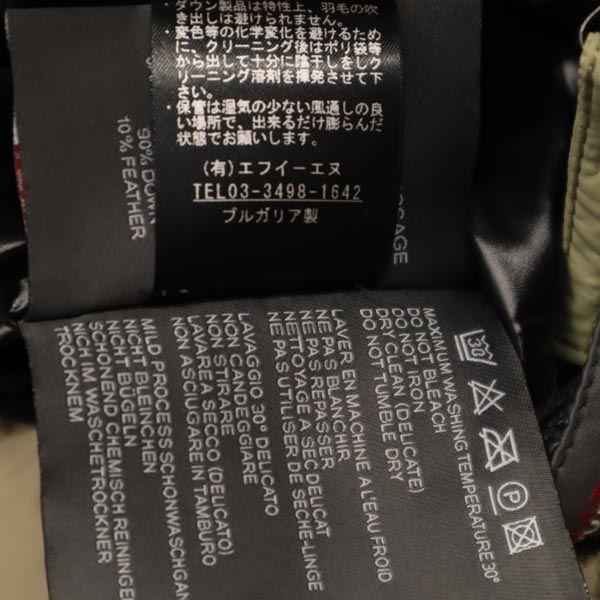 ・ダウン製品は特性上、羽毛の吹
き出しは避けられません。
・変色等の化学変化を避けるため
に、クリーニング後はポリ袋等
から出して十分に陰干しをしク
リーニング溶剤を揮発させて下
さい。
・保管は湿気の少ない風通しの良
い場所で、出来るだけ膨らんだ
状態でお願いします。
(有)エフイーエヌ
TEL03-3498-1642
ブルガリア製
90% DOWN
10% FEATHER
30°
P
MAXIMUM WASHING TEMPERATURE 30°
DO NOT BLEACH
DO NOT IRON
DRY CLEAN (DELICATE)
DO NOT TUMBLE DRY
LAVER EN MACHINE A L'EAU FROID
NE PAS BLANCHIR
NE PAS REPASSER
NETTOYAGE A SEC DELICAT
NE PAS UTILISER DE SECHE-LINGE
LAVAGGIO 30° DELICATO
NON CANDEGGIARE
NON STIRARE
LAVARE A SECCO (DELICATO)
NON ASCIUGARE IN TAMBURO
MILD PROCESS SCHONWASCHGAN
NICHT BLEINCHEN
NICHT BÜGELN
SCHONEND CHEMISCH REINIGEN
NICH IM WASCHETROCKNER
TROCKNEM